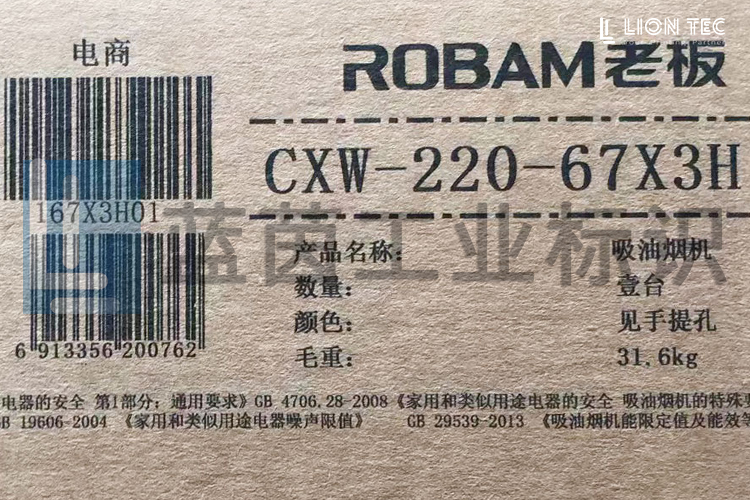 LION TEC
Partner
电商
ROBAM老板
CXW-220-67X3H
167X3H01
蓝茵工业标识
产品名称： 吸油烟机
数量： 壹台
颜色： 见手提孔
毛重： 31.6kg
6 913356 200762
电器的安全 第1部分：通用要求》GB 4706.28-2008《家用和类似用途电器的安全 吸油烟机的特殊要
B 19606-2004 《家用和类似用途电器噪声限值》 GB 29539-2013 《吸油烟机能限定值及能效等